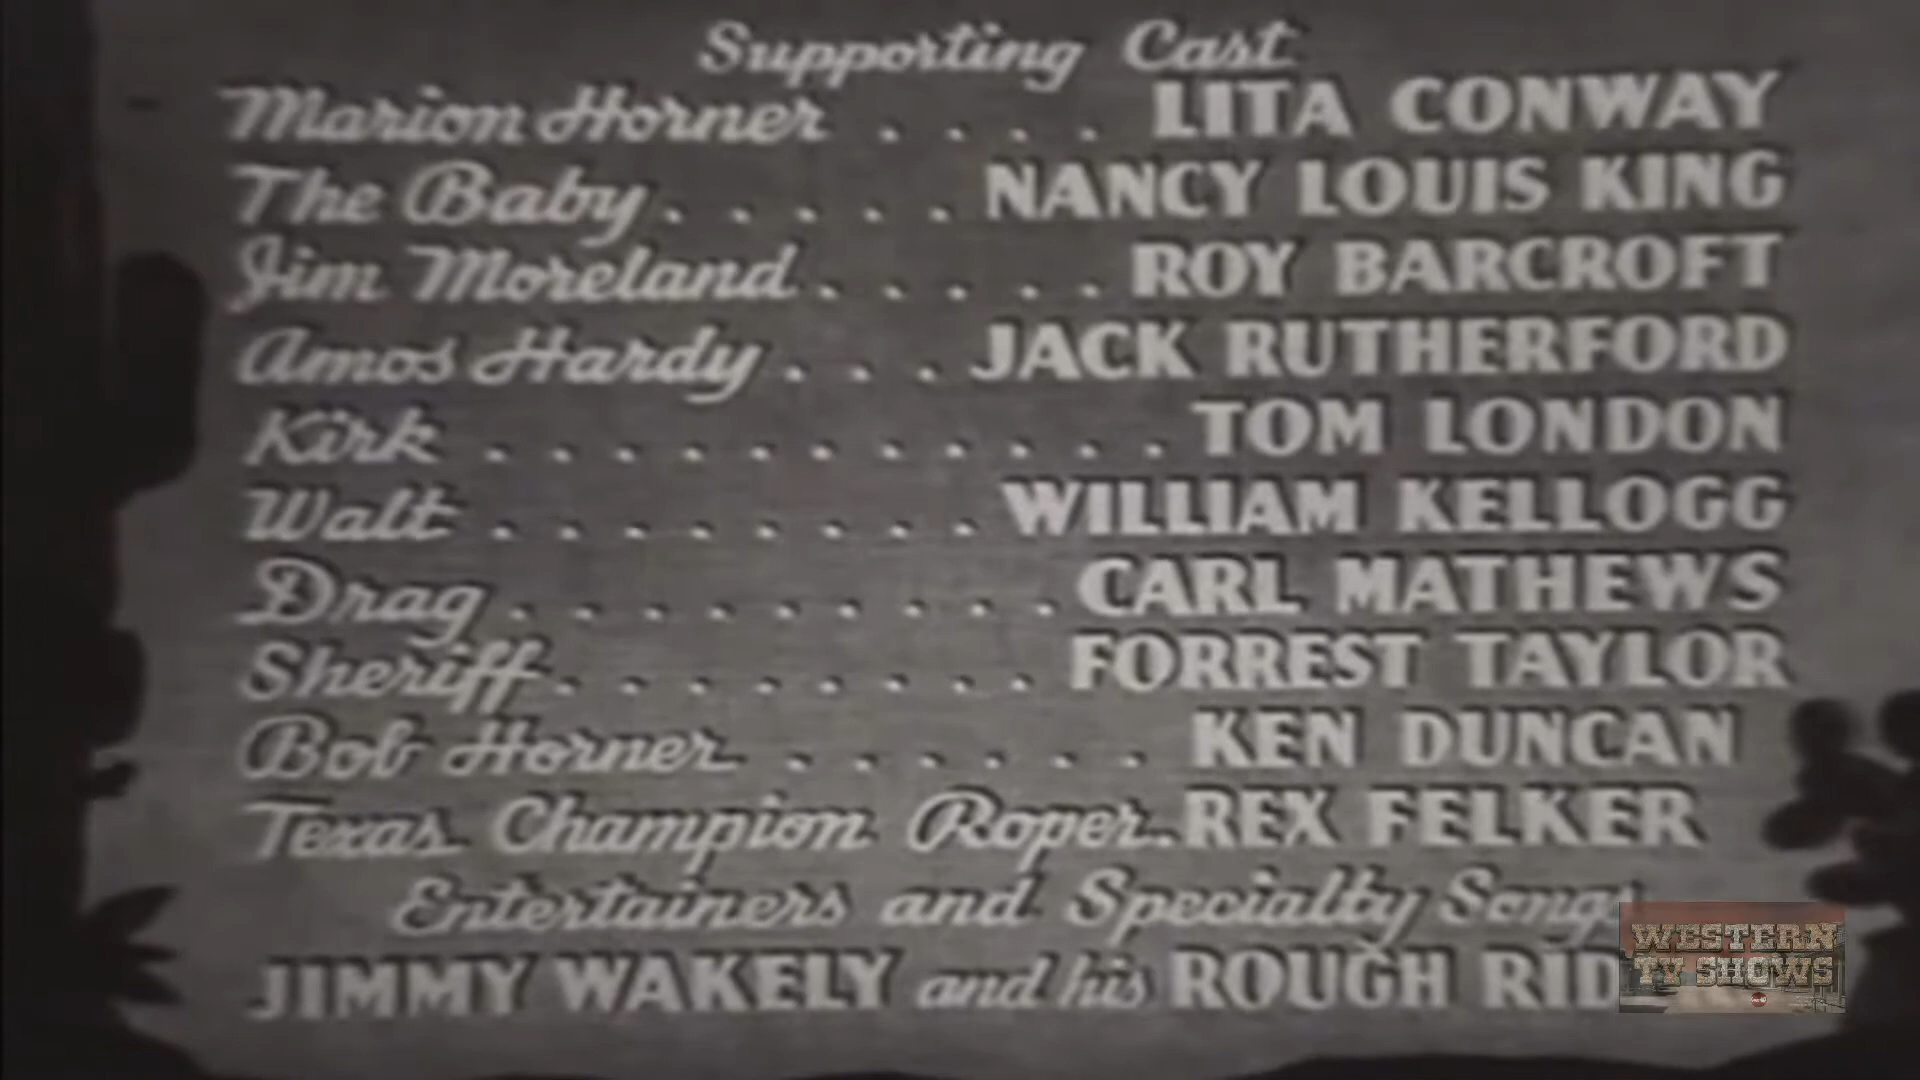 Supporting Cast
Marion Horner . . . . LITA CONWAY
The Baby . . . . . NANCY LOUIS KING
Jim Moreland . . . . . ROY BARCROFT
Amos Hardy . . . JACK RUTHERFORD
Kirk . . . . . . . . . . . TOM LONDON
Walt . . . . . . . . WILLIAM KELLOGG
Drag . . . . . . . . . CARL MATHEWS
Sheriff . . . . . . . . FORREST TAYLOR
Bob Horner . . . . . . KEN DUNCAN
Texas Champion Roper . REX FELKER
Entertainers and Specialty Songs
JIMMY WAKELY and his ROUGH RID
WESTERN
TV SHOWS